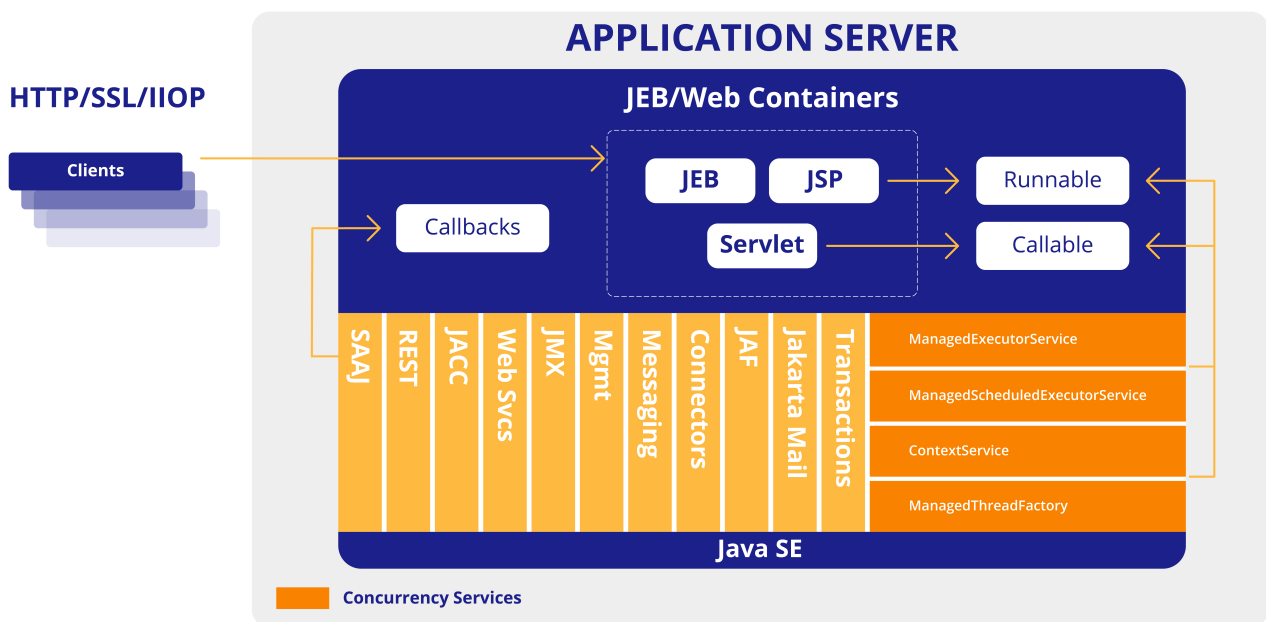 APPLICATION SERVER
HTTP/SSL/IIOP
JEB/Web Containers
Clients
JEB
JSP
Runnable
Callbacks
Servlet
Callable
SAAJ
REST
JACC
Web Svcs
JMX
Mgmt
Messaging
Connectors
JAF
Jakarta Mail
Transactions
ManagedExecutorService
ManagedScheduledExecutorService
ContextService
ManagedThreadFactory
Java SE
Concurrency Services